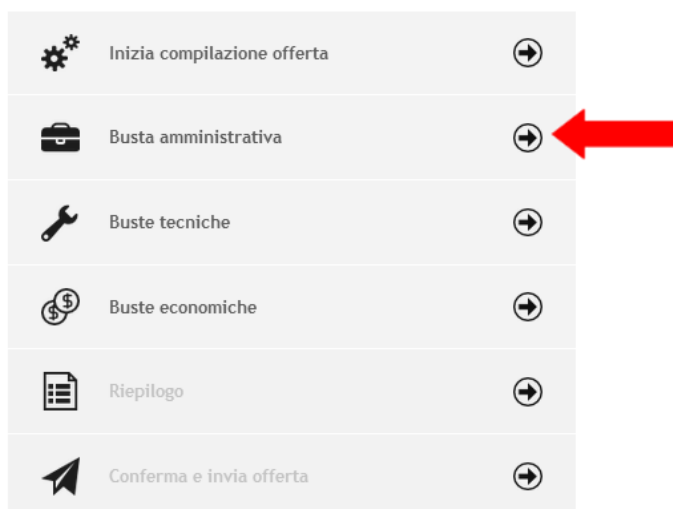 Inizia compilazione offerta
Busta amministrativa
Buste tecniche
Buste economiche
Riepilogo
Conferma e invia offerta